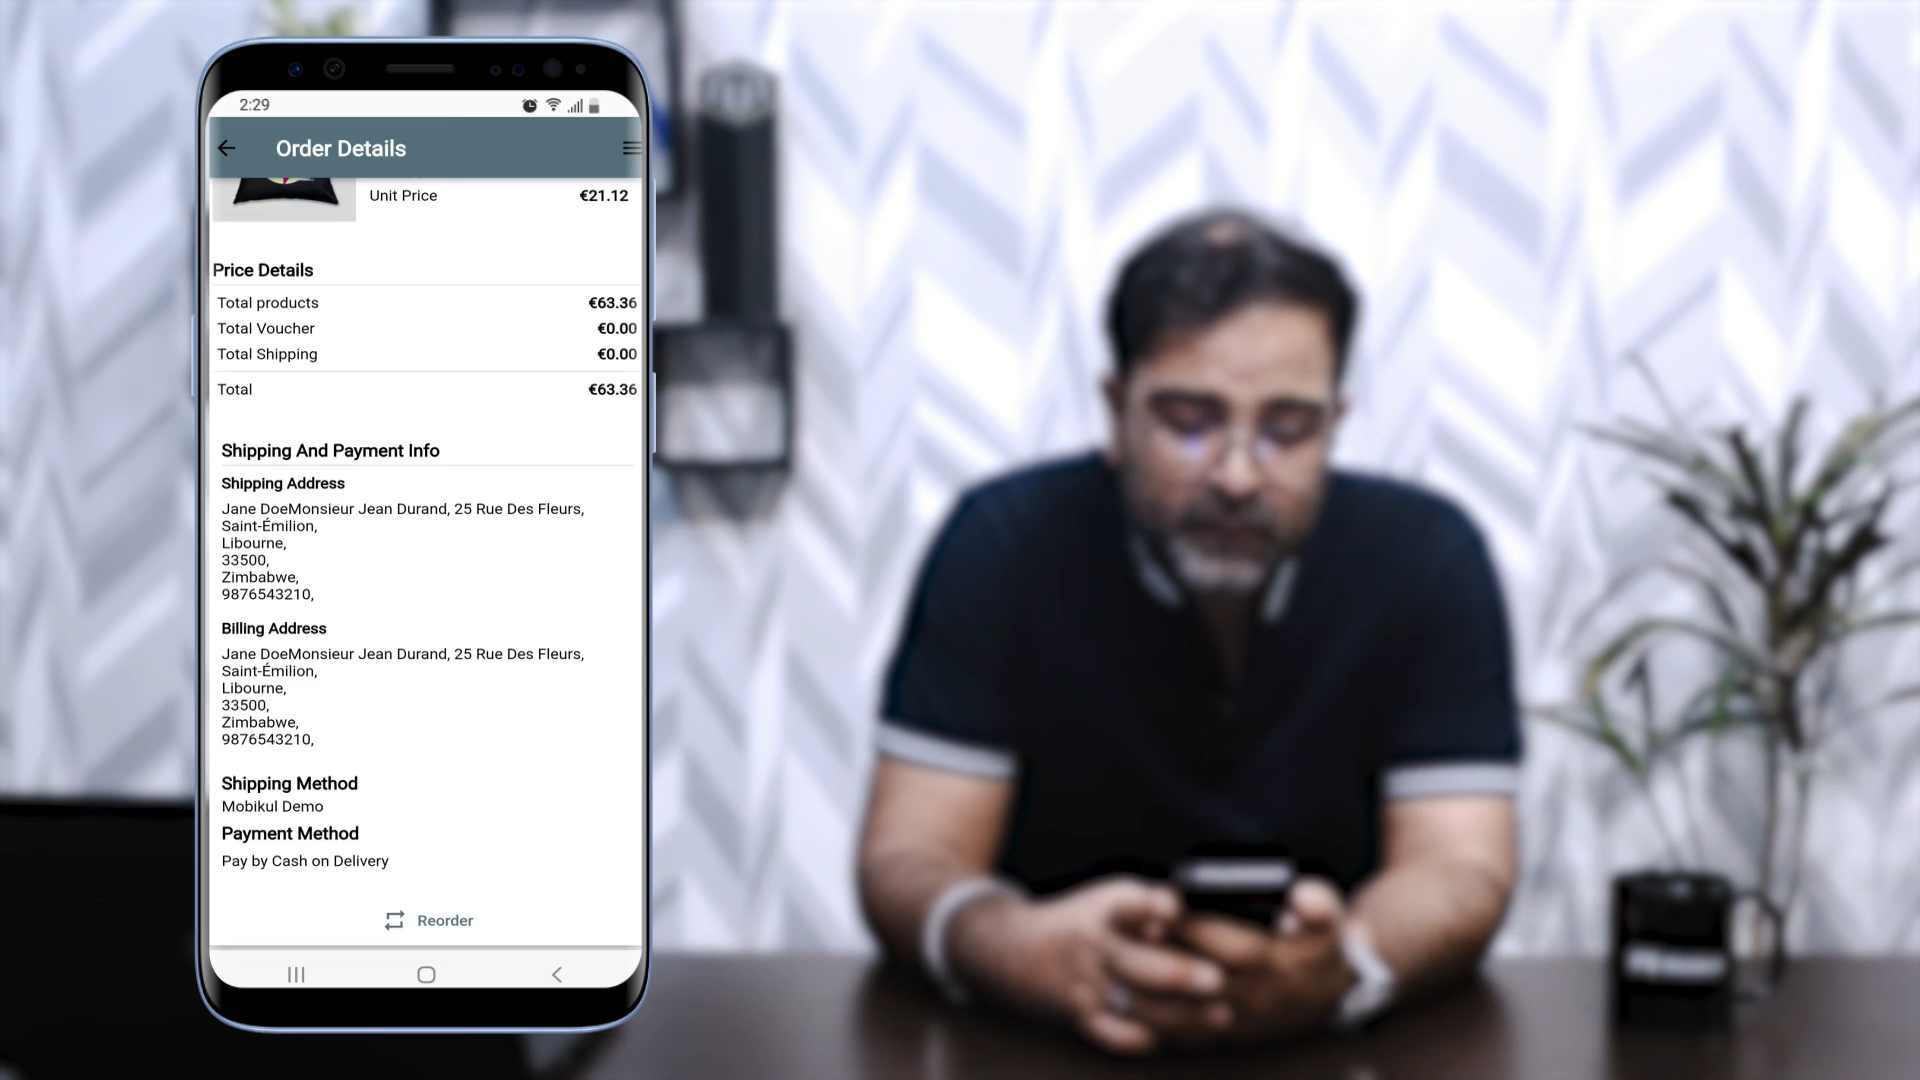 2:29
Order Details
Unit Price €21.12
Price Details
Total products €63.36
Total Voucher €0.00
Total Shipping €0.00
Total €63.36
Shipping And Payment Info
Shipping Address
Jane DoeMonsieur Jean Durand, 25 Rue Des Fleurs,
Saint-Émilion,
Libourne,
33500,
Zimbabwe,
9876543210,
Billing Address
Jane DoeMonsieur Jean Durand, 25 Rue Des Fleurs,
Saint-Émilion,
Libourne,
33500,
Zimbabwe,
9876543210,
Shipping Method
Mobikul Demo
Payment Method
Pay by Cash on Delivery
Reorder